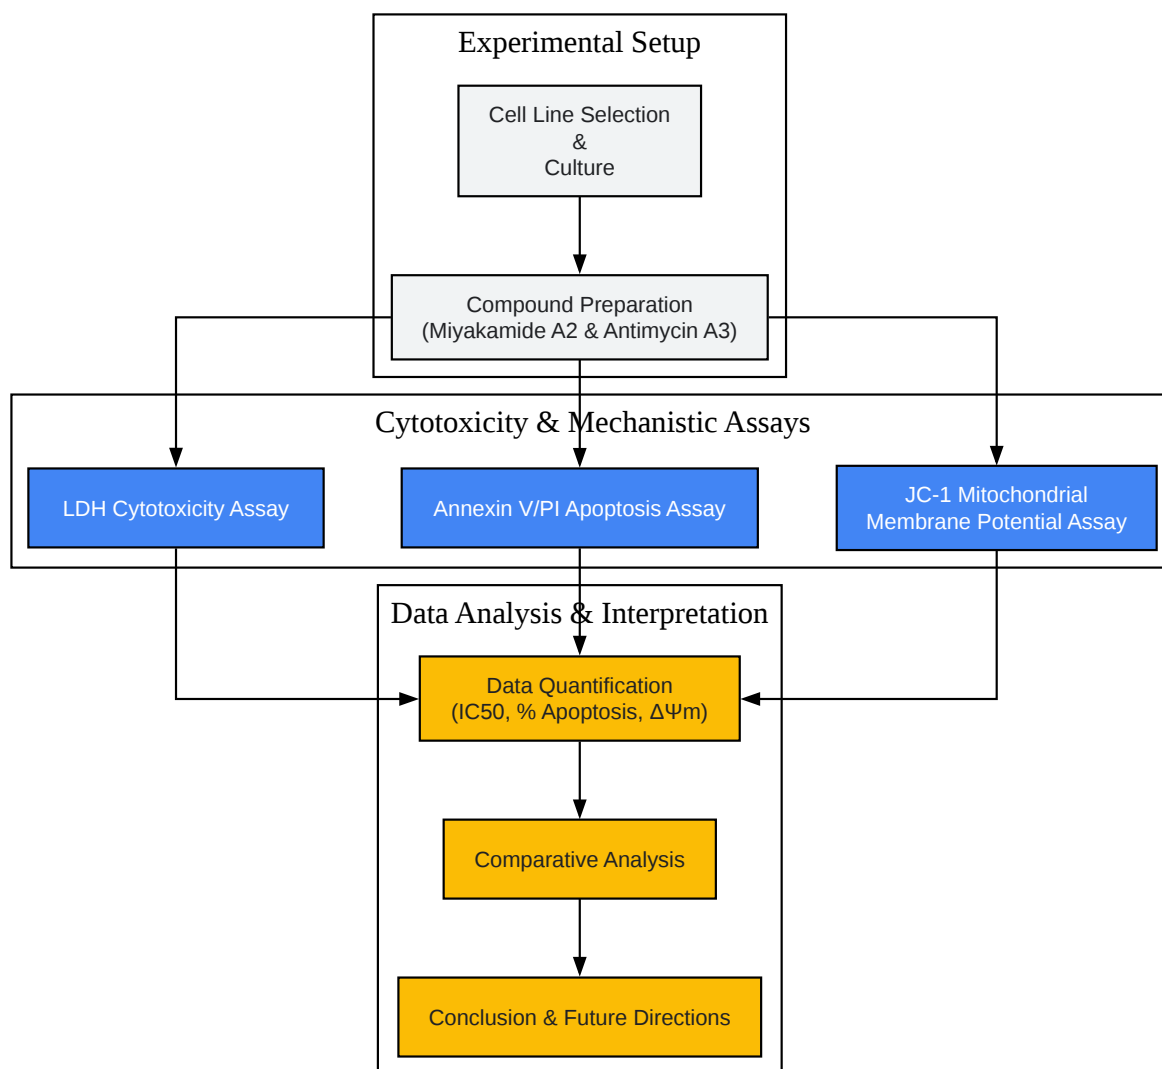 Experimental Setup
Cell Line Selection
&
Culture
Compound Preparation
(Miyakamide A2 & Antimycin A3)
Cytotoxicity & Mechanistic Assays
LDH Cytotoxicity Assay
Annexin V/PI Apoptosis Assay
JC-1 Mitochondrial
Membrane Potential Assay
Data Analysis & Interpretation
Data Quantification
(IC50, % Apoptosis, ΔΨm)
Comparative Analysis
Conclusion & Future Directions